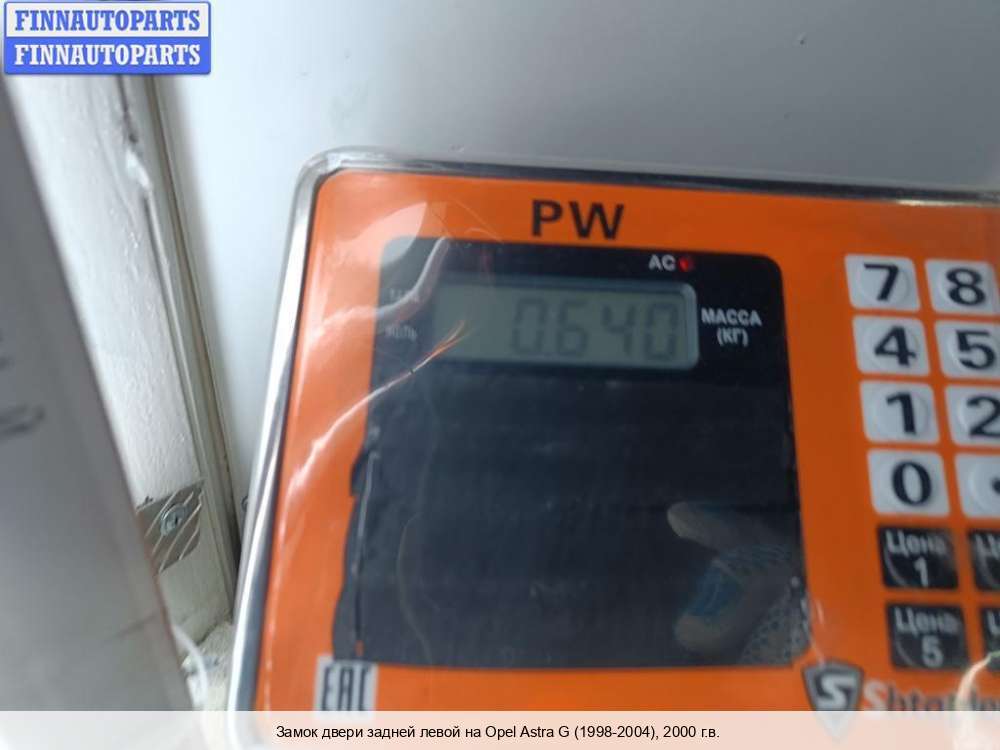 FINNAUTOPARTS
FINNAUTOPARTS
PW
AC
0.640
МАССА
(КГ)
7 8
4 5
1 2
0 .
Цена
1
Цена
5
EAC
Замок двери задней левой на Opel Astra G (1998-2004), 2000 г.в.